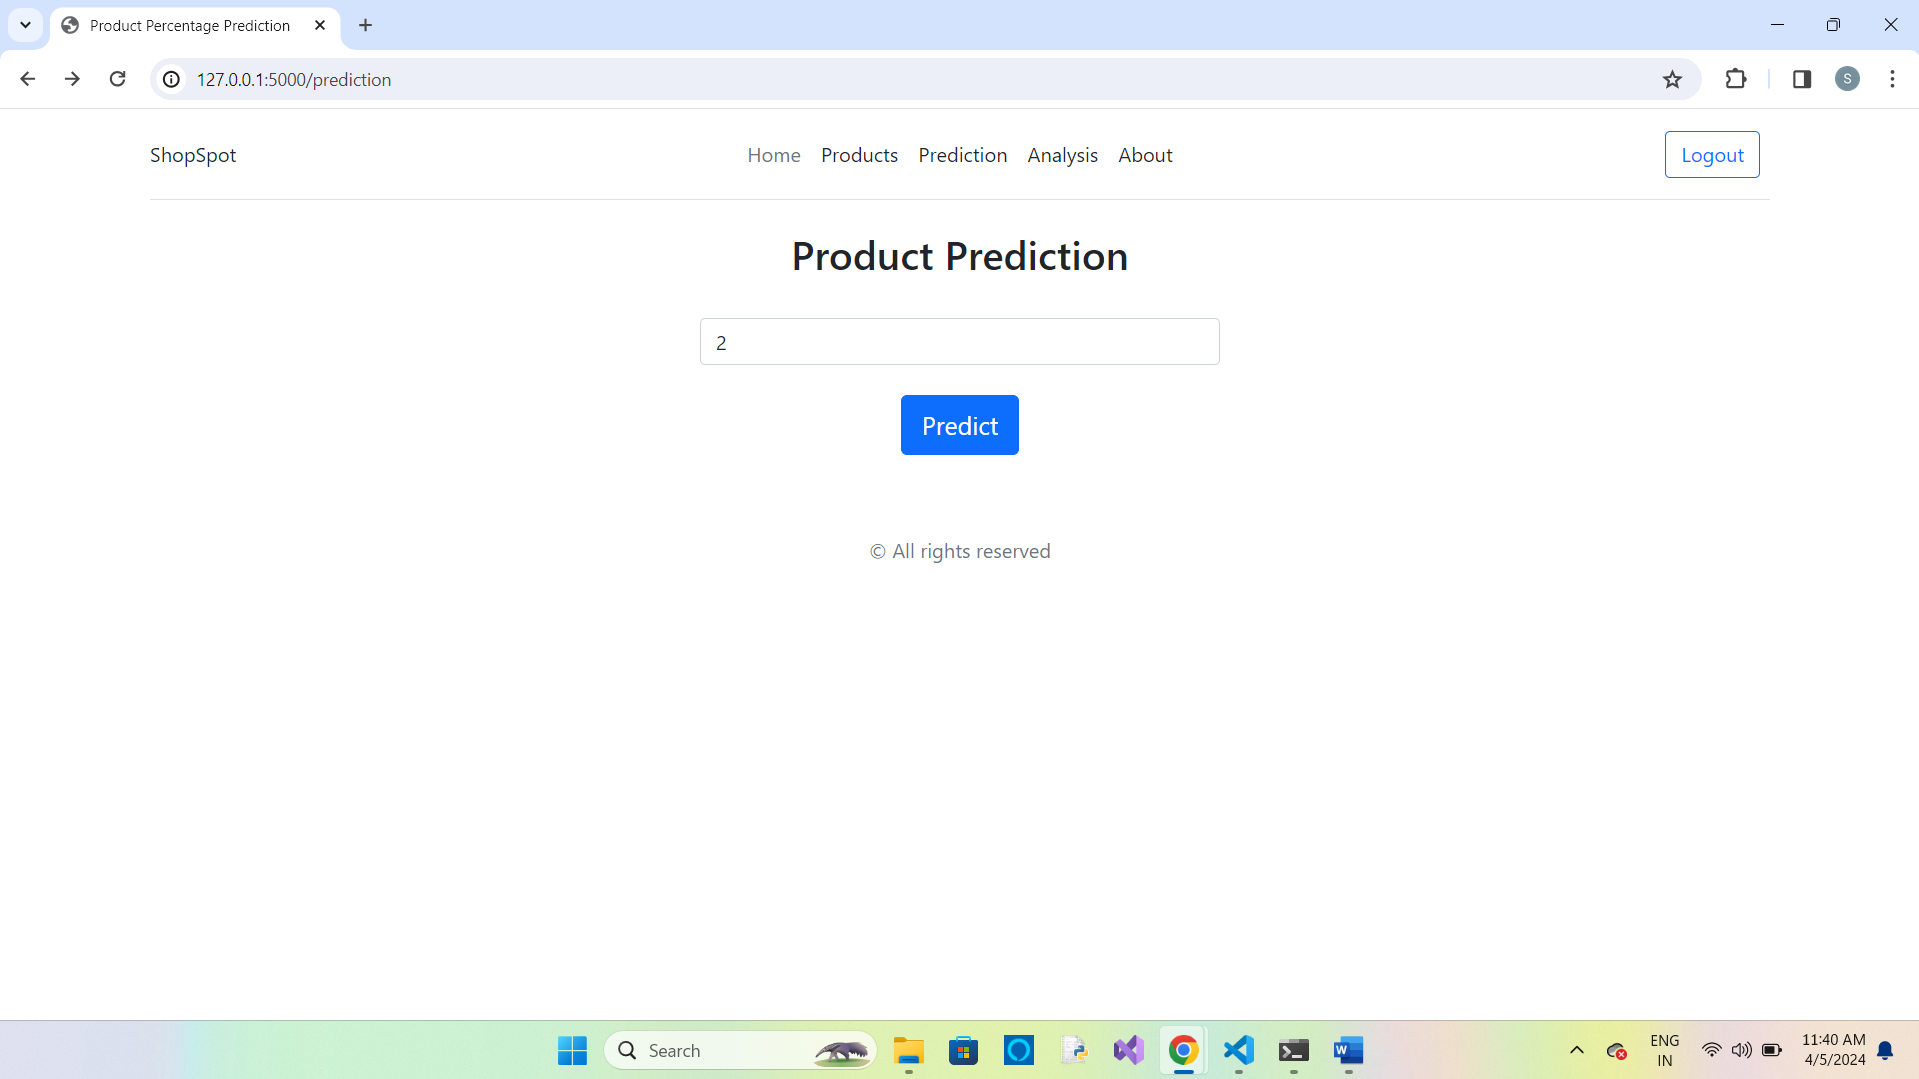 Product Percentage Prediction
127.0.0.1:5000/prediction
S
ShopSpot
Home Products Prediction Analysis About
Logout
Product Prediction
2
Predict
© All rights reserved
Search
W
ENG
IN
11:40 AM
4/5/2024